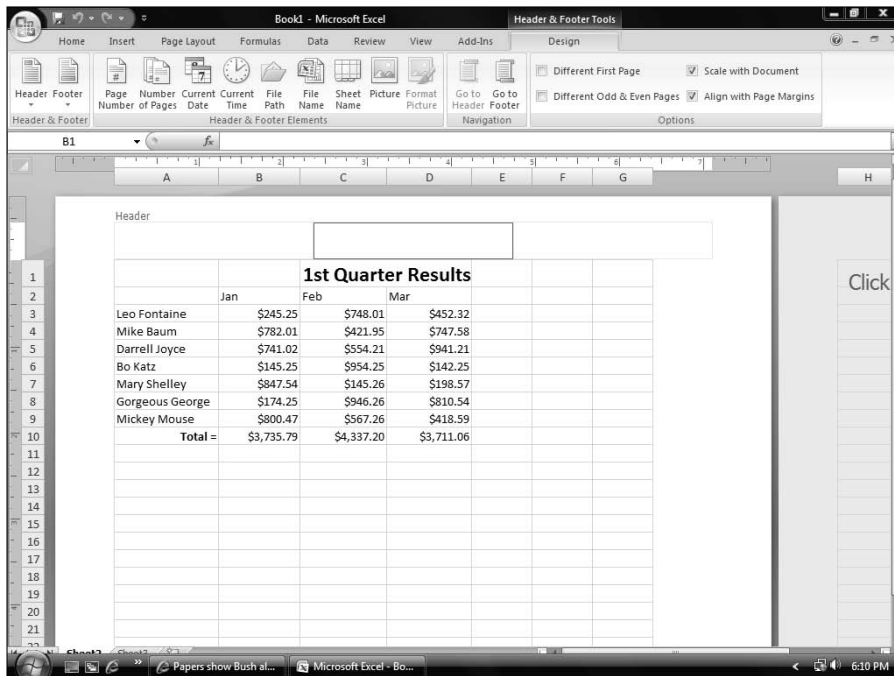 Book1 - Microsoft Excel Header & Footer Tools
Home Insert Page Layout Formulas Data Review View Add-Ins Design
Header Footer Page Number Number of Pages Current Date Current Time File Path File Name Sheet Name Picture Format Picture Go to Header Go to Footer
Different First Page Scale with Document
Different Odd & Even Pages Align with Page Margins
Header & Footer Header & Footer Elements Navigation Options
B1 fx
1 2 3 4 5 6 7
A B C D E F G H
Header
1 1st Quarter Results Click
2 Jan Feb Mar
3 Leo Fontaine $245.25 $748.01 $452.32
4 Mike Baum $782.01 $421.95 $747.58
5 Darrell Joyce $741.02 $554.21 $941.21
6 Bo Katz $145.25 $954.25 $142.25
7 Mary Shelley $847.54 $145.26 $198.57
8 Gorgeous George $174.25 $946.26 $810.54
9 Mickey Mouse $800.47 $567.26 $418.59
10 Total = $3,735.79 $4,337.20 $3,711.06
11
12
13
14
15
16
17
18
19
20
21
22
Sheet2
Papers show Bush al... Microsoft Excel - Bo... 6:10 PM